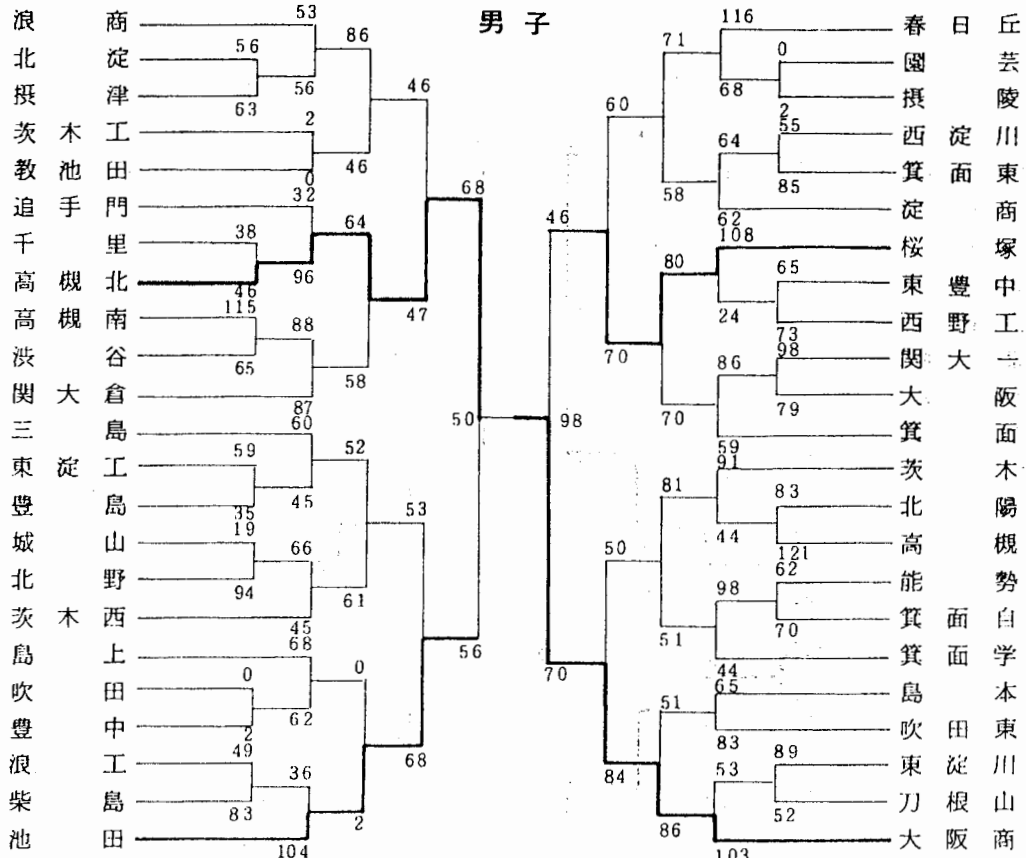 男子
浪商 53
北淀 56
摂津 63
56
86
茨木工 2
教池田 0
46
46
追手門 32
千里 38
高槻北 46
96
64
高槻南 115
渋谷 65
88
関大倉 87
58
47
68
三島 60
東淀工 59
豊島 35
45
52
城山 19
北野 94
66
茨木西 45
61
53
島上 68
吹田 0
豊中 2
62
0
浪工 49
柴島 83
36
池田 104
2
68
56
50
98
春日丘 116
園芸 0
摂陵 2
68
71
西淀川 55
箕面東 85
64
淀商 62
58
60
桜塚 108
東豊中 65
西野工 73
24
80
関大一 98
大阪 79
86
箕面 59
70
70
46
茨木 91
北陽 83
高槻 121
44
81
能勢 62
箕面自 70
98
箕面学 44
51
50
島本 65
吹田東 83
51
東淀川 89
刀根山 52
53
大阪商 103
86
84
70